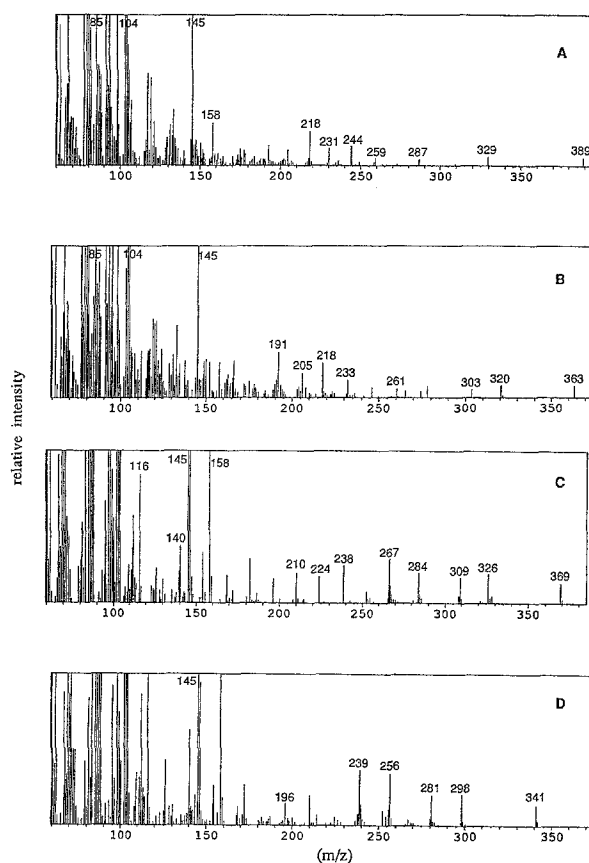 85 104 145 A
158 218 231 244 259 287 329 389
100 150 200 250 300 350
85 104 145 B
191 205 218 233 261 303 320 363
100 150 200 250 300 350
relative intensity
116 145 158 C
140 210 224 238 267 284 309 326 369
100 150 200 250 300 350
145 D
196 239 256 281 298 341
100 150 200 250 300 350
(m/z)